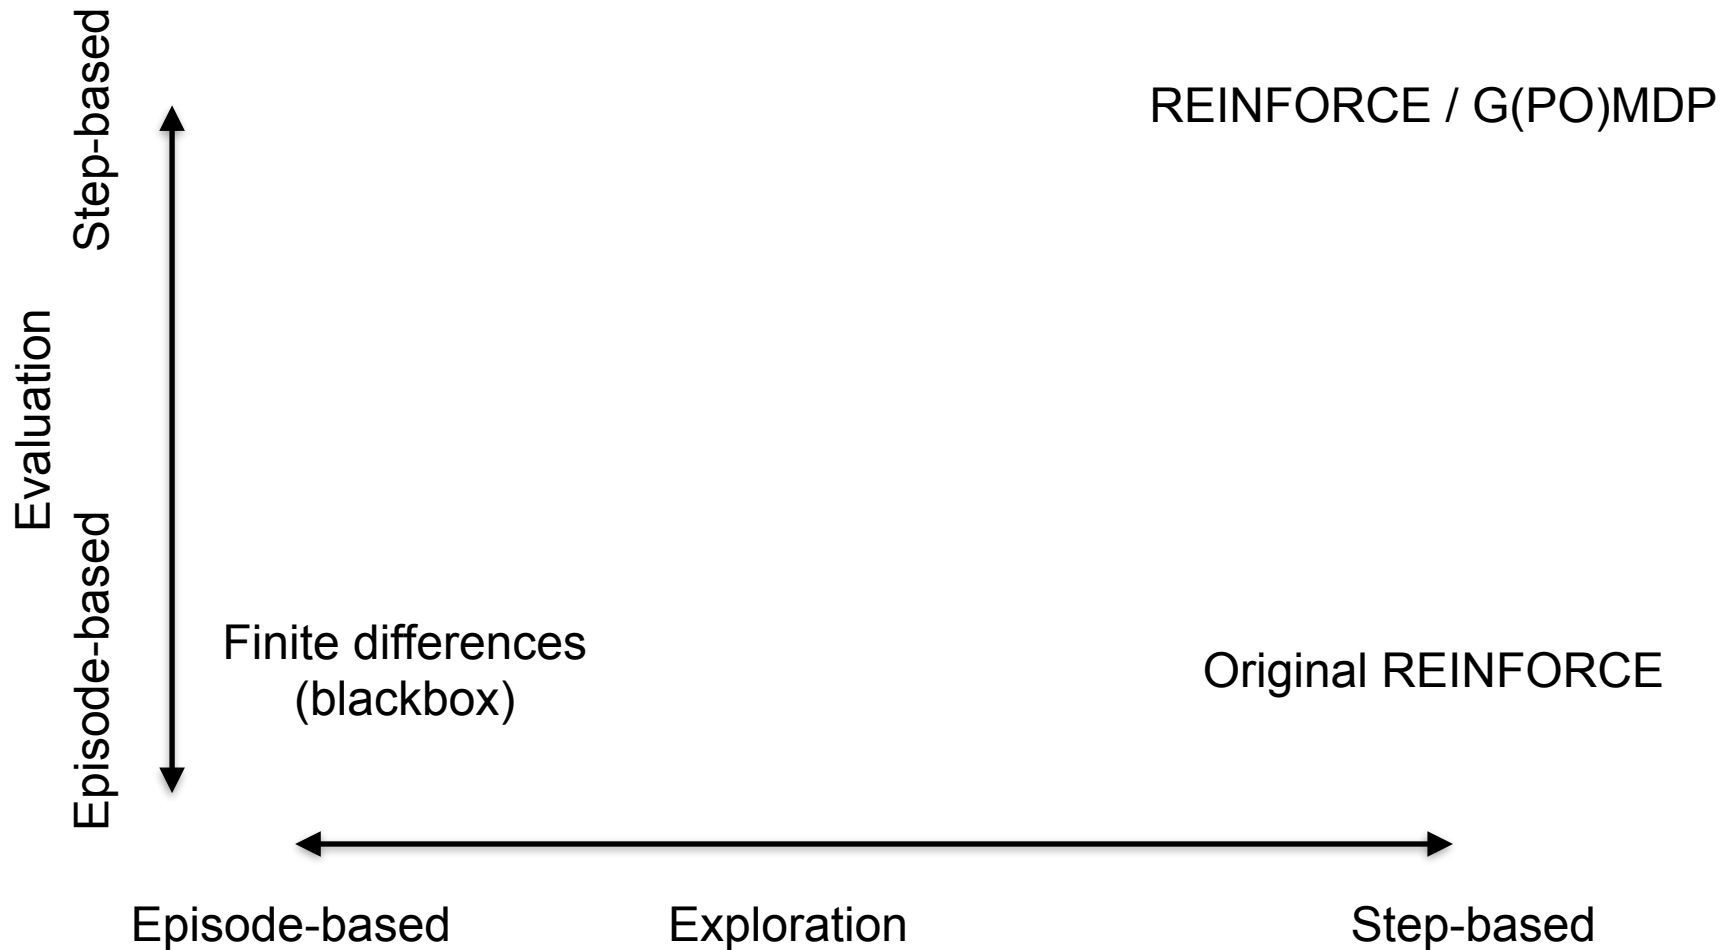 Step-based
REINFORCE / G(PO)MDP
Evaluation
Episode-based
Finite differences
(blackbox)
Original REINFORCE
Episode-based
Exploration
Step-based